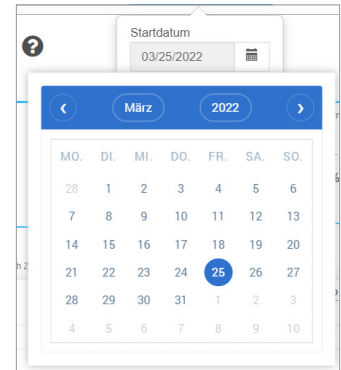 Startdatum
03/25/2022
März 2022
MO. DI. MI. DO. FR. SA. SO.
28 1 2 3 4 5 6
7 8 9 10 11 12 13
14 15 16 17 18 19 20
21 22 23 24 25 26 27
28 29 30 31 1 2 3
4 5 6 7 8 9 10